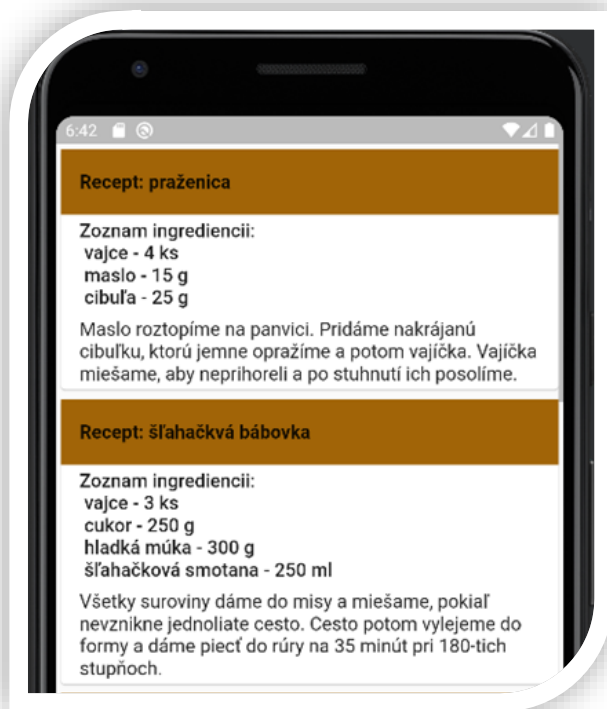 6:42
Recept: praženica
Zoznam ingrediencii:
vajce - 4 ks
maslo - 15 g
cibuľa - 25 g
Maslo roztopíme na panvici. Pridáme nakrájanú
cibuľku, ktorú jemne opražíme a potom vajíčka. Vajíčka
miešame, aby neprihoreli a po stuhnutí ich posolíme.
Recept: šľahačkvá bábovka
Zoznam ingrediencii:
vajce - 3 ks
cukor - 250 g
hladká múka - 300 g
šľahačková smotana - 250 ml
Všetky suroviny dáme do misy a miešame, pokiaľ
nevznikne jednoliate cesto. Cesto potom vylejeme do
formy a dáme piecť do rúry na 35 minút pri 180-tich
stupňoch.